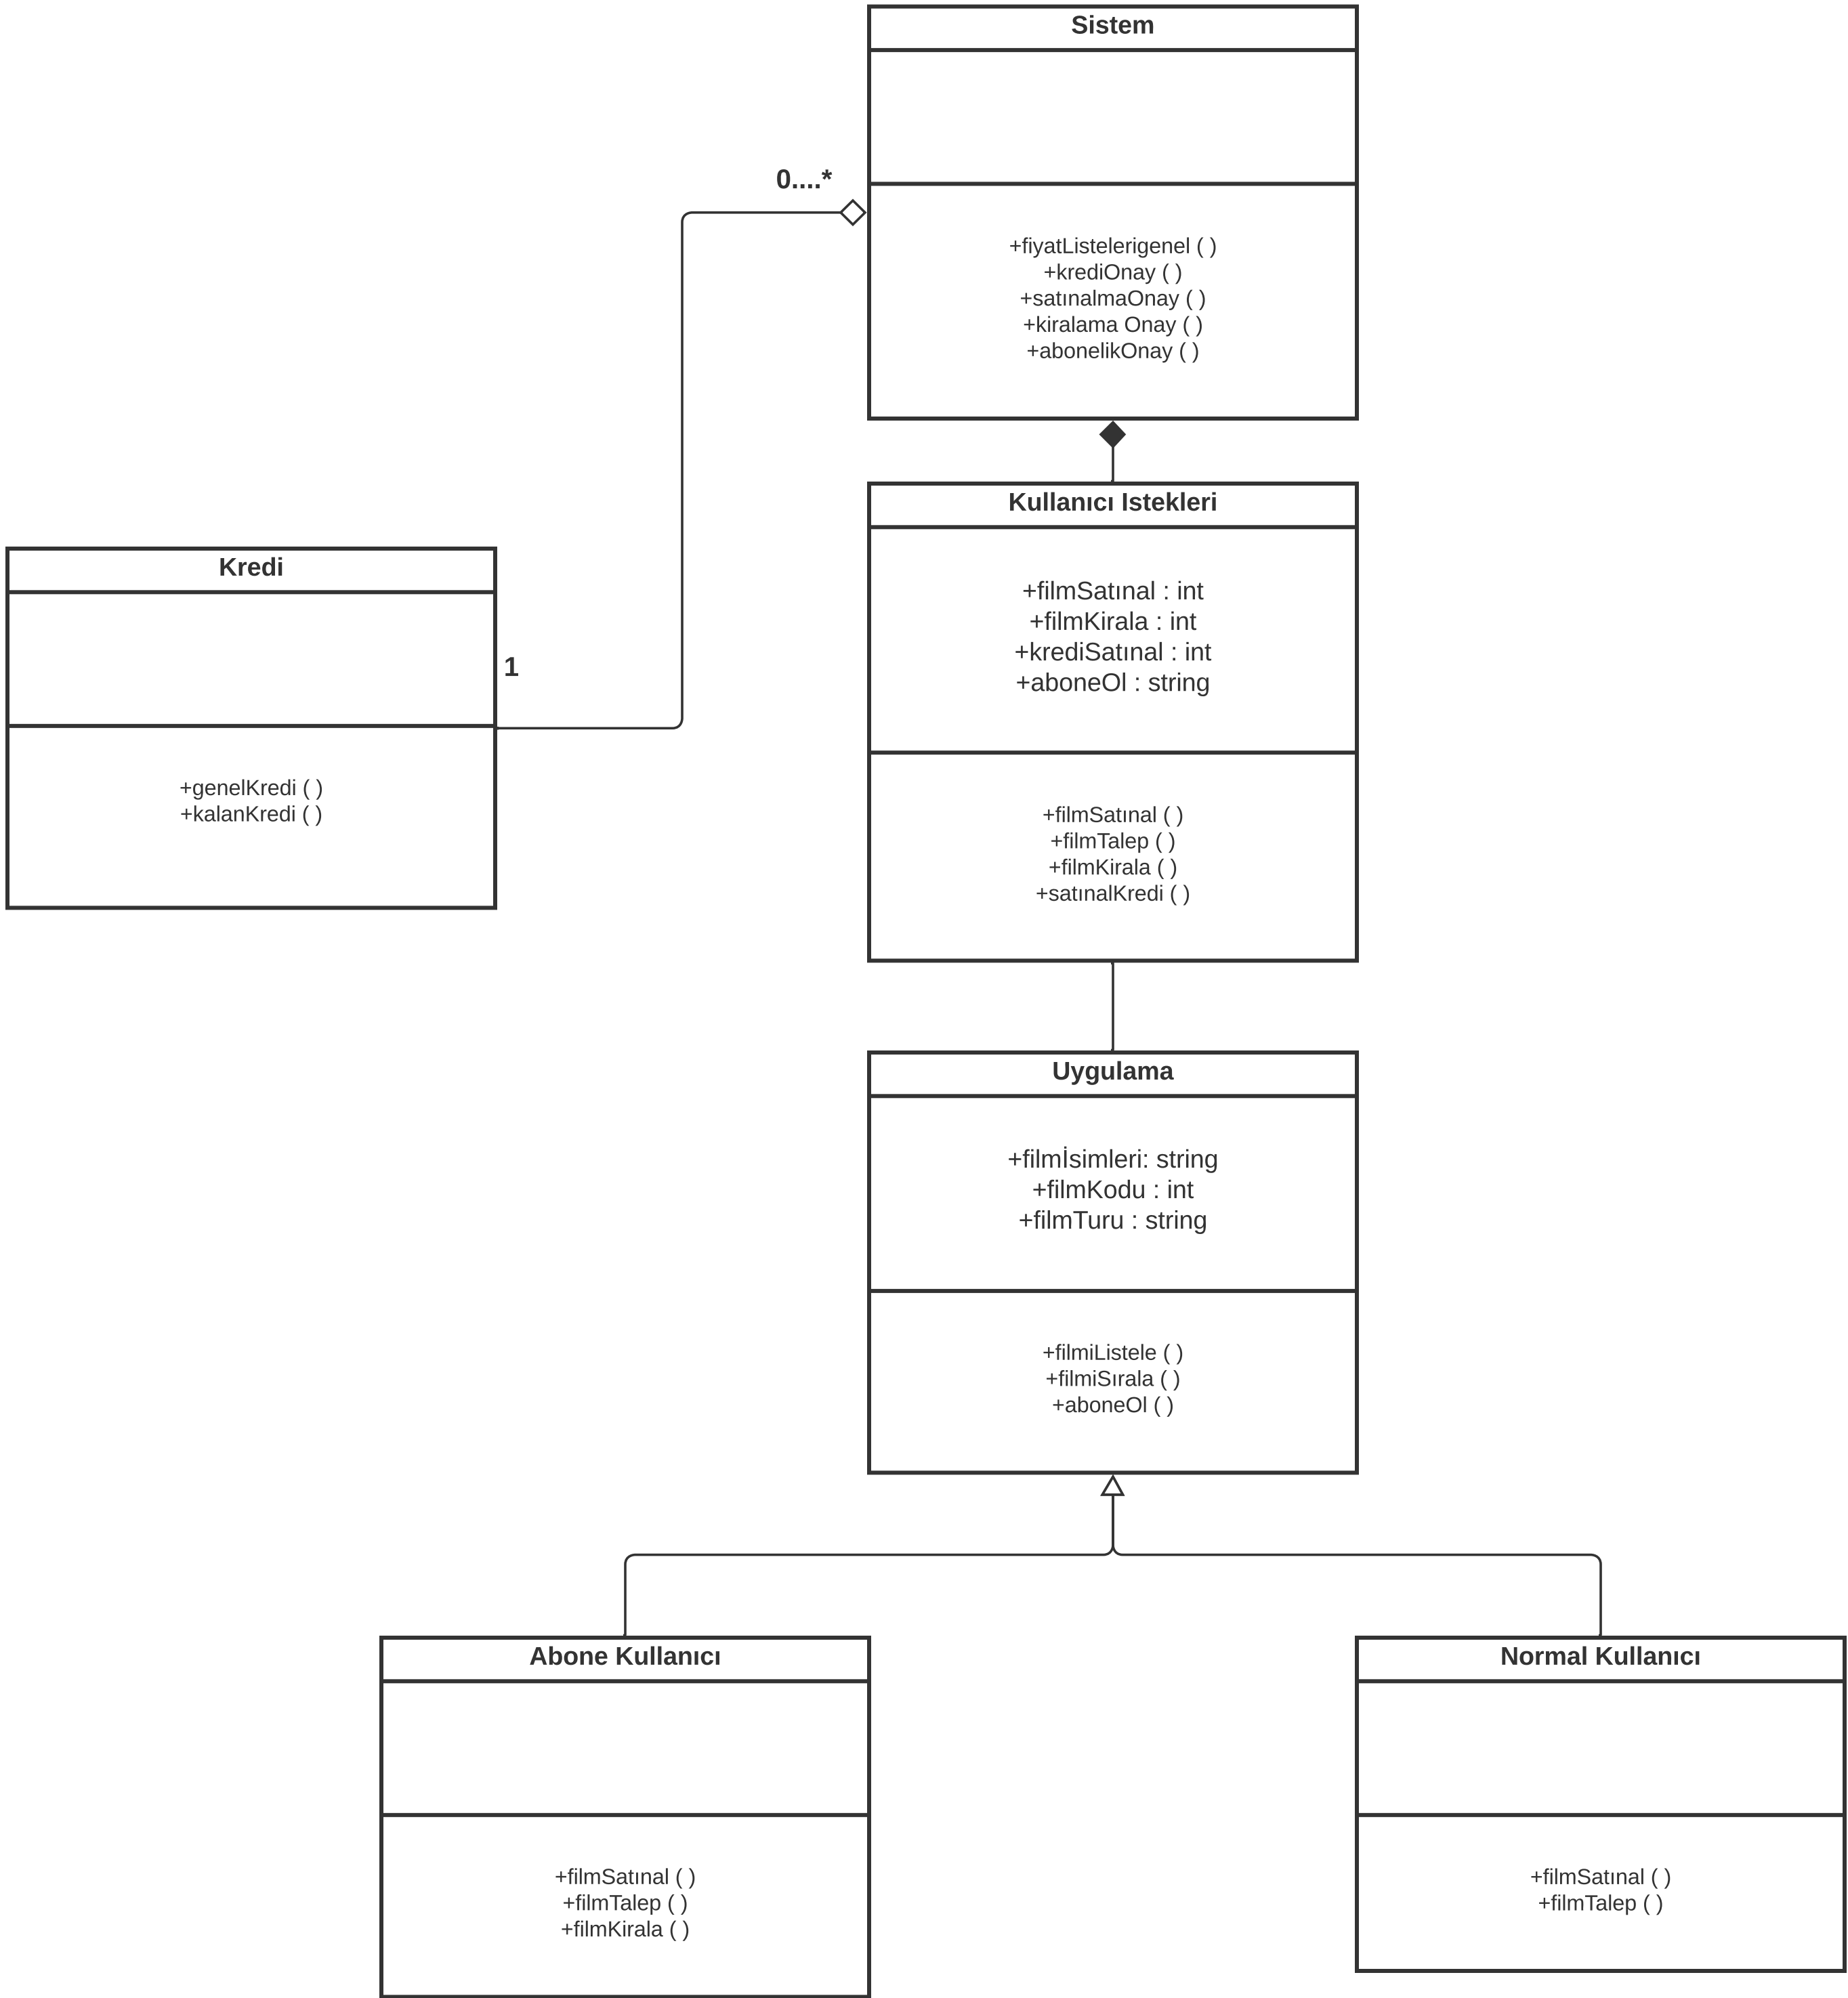 Sistem
0....*
+fiyatListelerigenel ( )
+krediOnay ( )
+satınalmaOnay ( )
+kiralama Onay ( )
+abonelikOnay ( )
Kullanıcı Istekleri
+filmSatınal : int
+filmKirala : int
+krediSatınal : int
+aboneOl : string
+filmSatınal ( )
+filmTalep ( )
+filmKirala ( )
+satınalKredi ( )
Kredi
1
+genelKredi ( )
+kalanKredi ( )
Uygulama
+filmİsimleri: string
+filmKodu : int
+filmTuru : string
+filmiListele ( )
+filmiSırala ( )
+aboneOl ( )
Abone Kullanıcı
+filmSatınal ( )
+filmTalep ( )
+filmKirala ( )
Normal Kullanıcı
+filmSatınal ( )
+filmTalep ( )